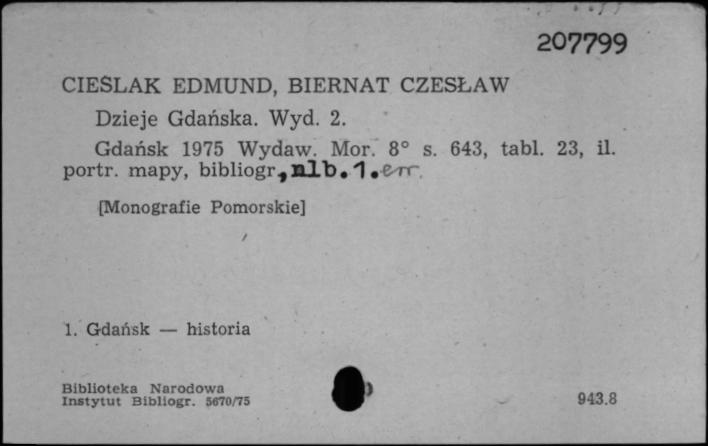 207799
CIEŚLAK EDMUND, BIERNAT CZESŁAW
Dzieje Gdańska. Wyd. 2.
Gdańsk 1975 Wydaw. Mor. 8° s. 643, tabl. 23, il.
portr. mapy, bibliogr., nlb. 1. err.
[Monografie Pomorskie]
1. Gdańsk — historia
Biblioteka Narodowa
Instytut Bibliogr. 5670/75
943.8